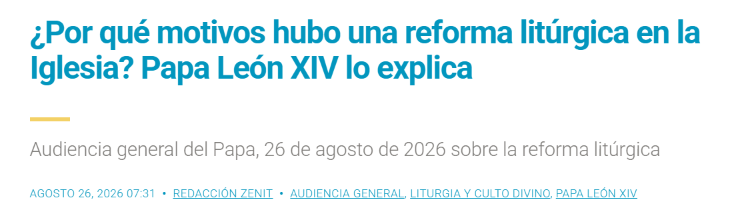 ¿Por qué motivos hubo una reforma litúrgica en la
Iglesia? Papa León XIV lo explica
Audiencia general del Papa, 26 de agosto de 2026 sobre la reforma litúrgica
AGOSTO 26, 2026 07:31 • REDACCIÓN ZENIT • AUDIENCIA GENERAL, LITURGIA Y CULTO DIVINO, PAPA LEÓN XIV